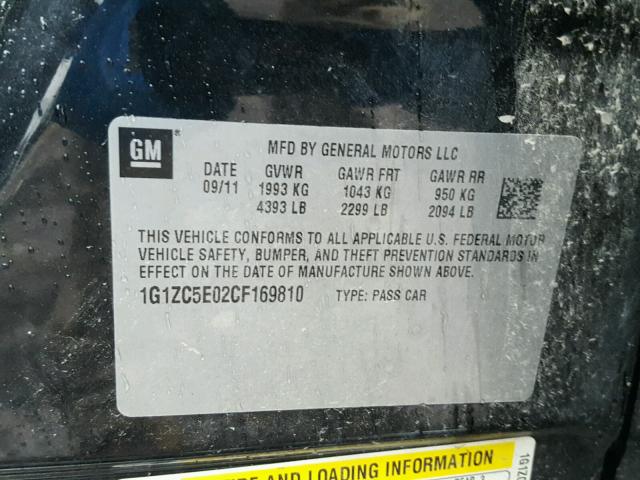 GM
®
MFD BY GENERAL MOTORS LLC
DATE GVWR GAWR FRT GAWR RR
09/11 1993 KG 1043 KG 950 KG
4393 LB 2299 LB 2094 LB
THIS VEHICLE CONFORMS TO ALL APPLICABLE U.S. FEDERAL MOTOR
VEHICLE SAFETY, BUMPER, AND THEFT PREVENTION STANDARDS IN
EFFECT ON THE DATE OF MANUFACTURE SHOWN ABOVE.
1G1ZC5E02CF169810 TYPE: PASS CAR
AND LOADING INFORMATION
1G1ZC